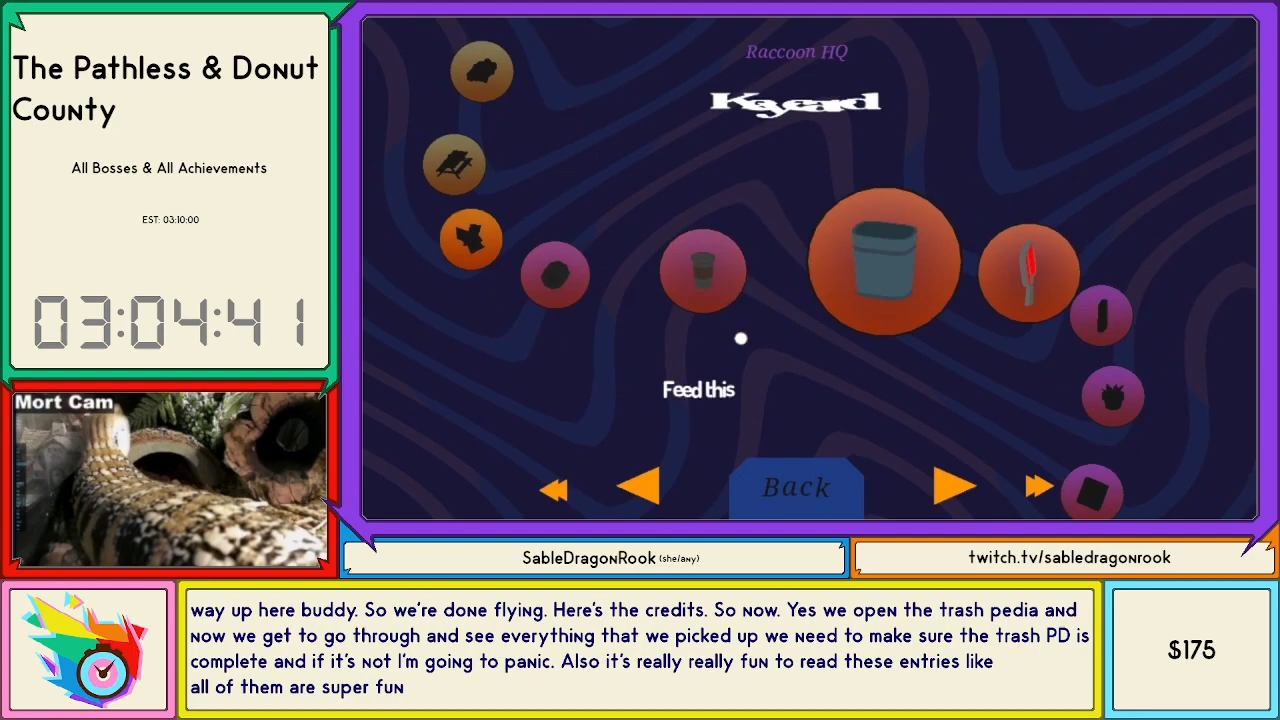 The Pathless & Donut
County
All Bosses & All Achievements
EST: 03:10:00
03:04:41
Mort Cam
Raccoon HQ
Feed this
Back
SableDragonRook (she/any)
twitch.tv/sabledragonrook
way up here buddy. So we're done flying. Here's the credits. So now. Yes we open the trash pedia and
now we get to go through and see everything that we picked up we need to make sure the trash PD is
complete and if it's not I'm going to panic. Also it's really really fun to read these entries like
all of them are super fun
$175